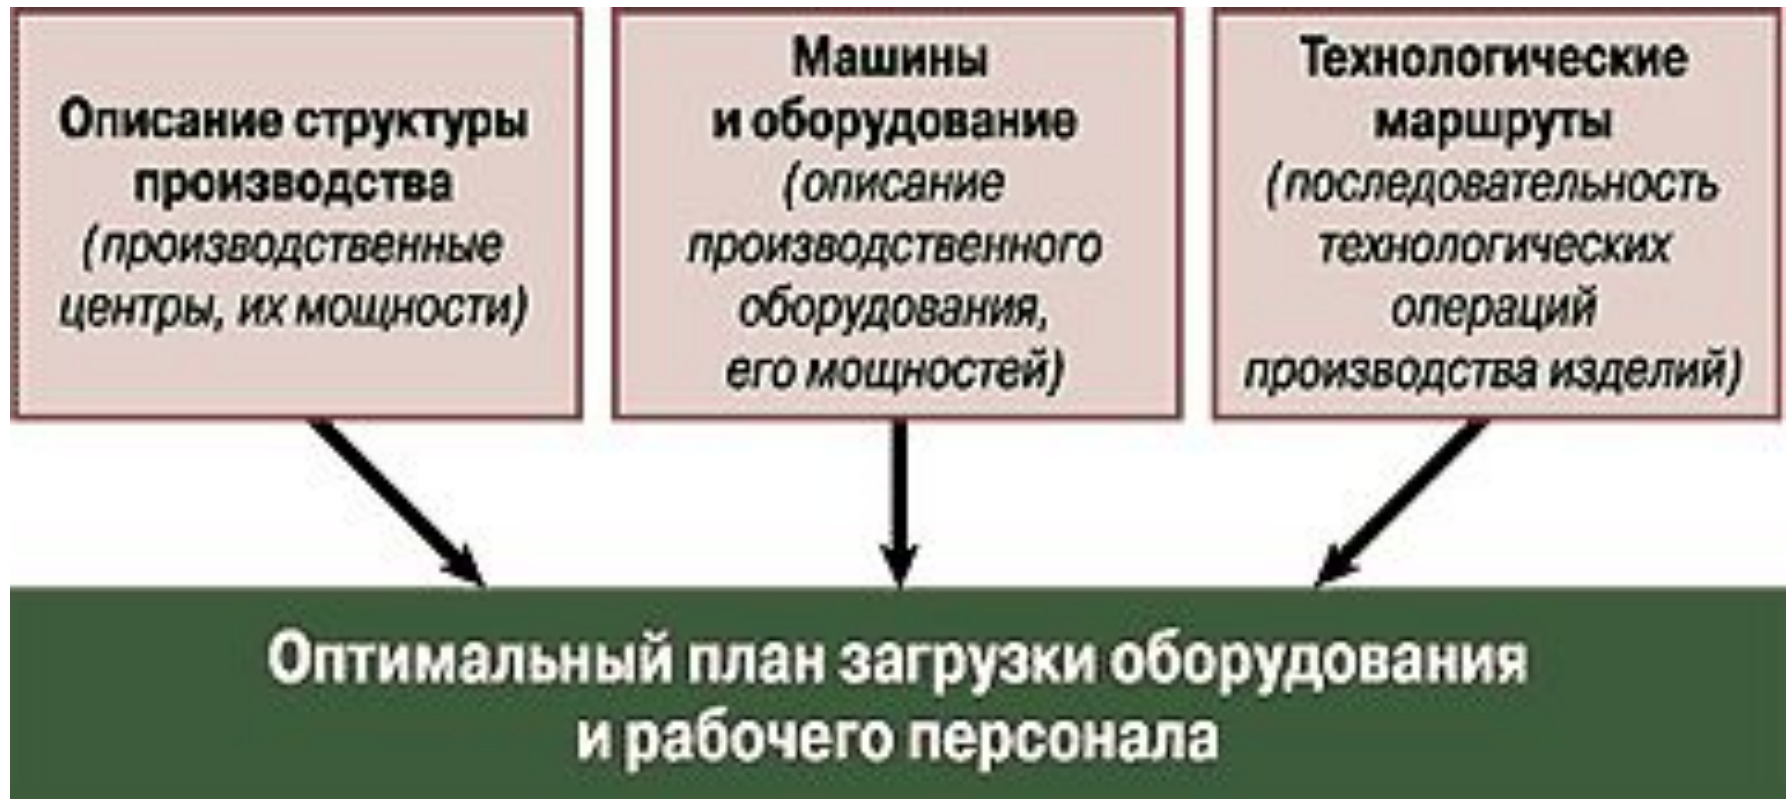 Описание структуры
производства
(производственные
центры, их мощности)
Машины
и оборудование
(описание
производственного
оборудования,
его мощностей)
Технологические
маршруты
(последовательность
технологических
операций
производства изделий)
Оптимальный план загрузки оборудования
и рабочего персонала